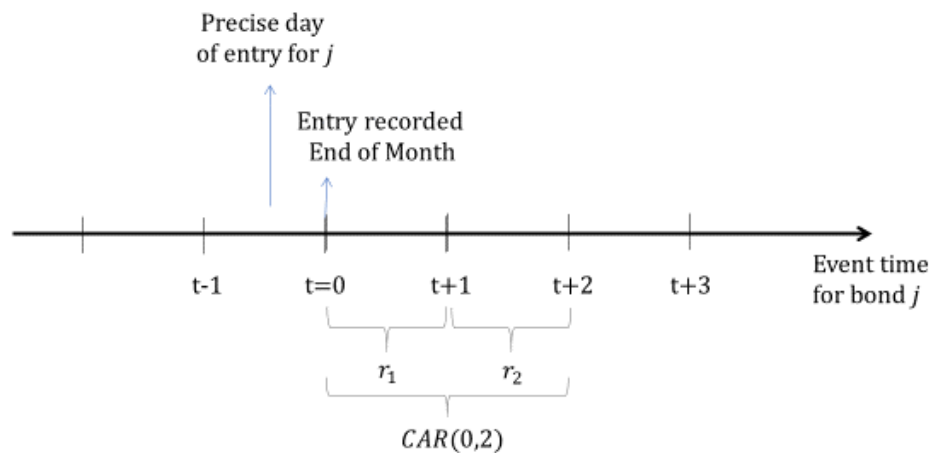 Precise day
of entry for j
Entry recorded
End of Month
t-1
t=0
t+1
t+2
t+3
Event time
for bond j
r₁
r₂
CAR(0,2)